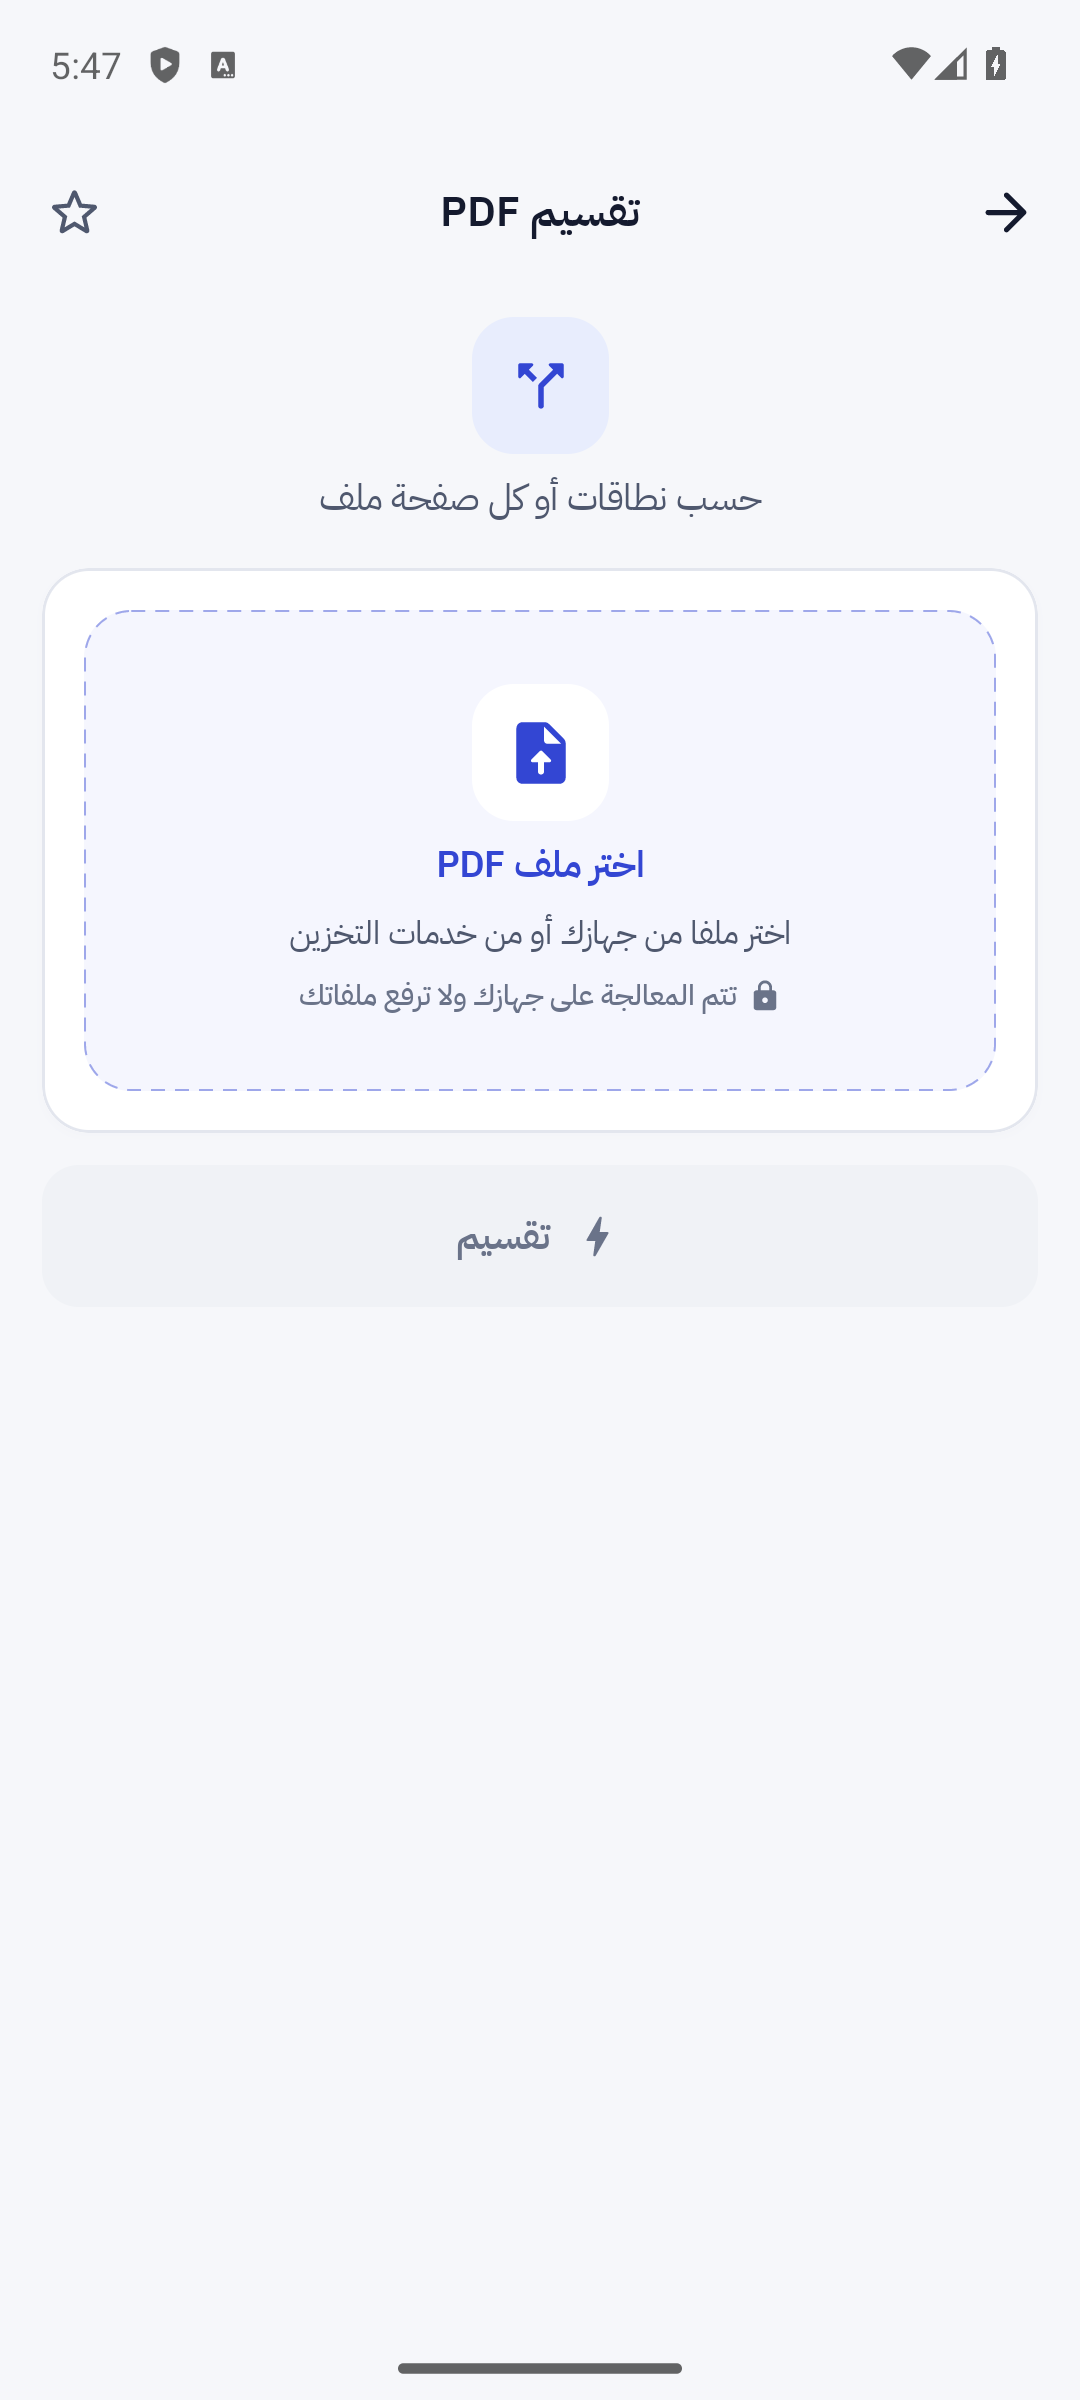 5:47
تقسيم PDF
حسب نطاقات أو كل صفحة ملف
اختر ملف PDF
اختر ملفا من جهازك أو من خدمات التخزين
تتم المعالجة على جهازك ولا ترفع ملفاتك
تقسيم